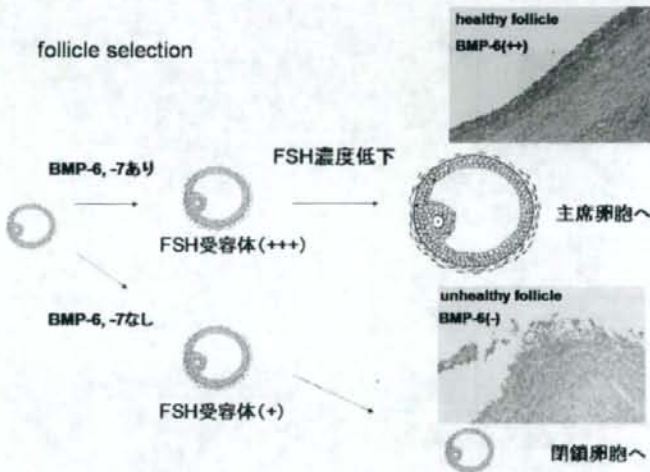 follicle selection
healthy follicle
BMP-6(++)
BMP-6, -7あり
FSH濃度低下
FSH受容体(+++)
主席卵胞へ
BMP-6, -7なし
unhealthy follicle
BMP-6(-)
FSH受容体(+)
閉鎖卵胞へ